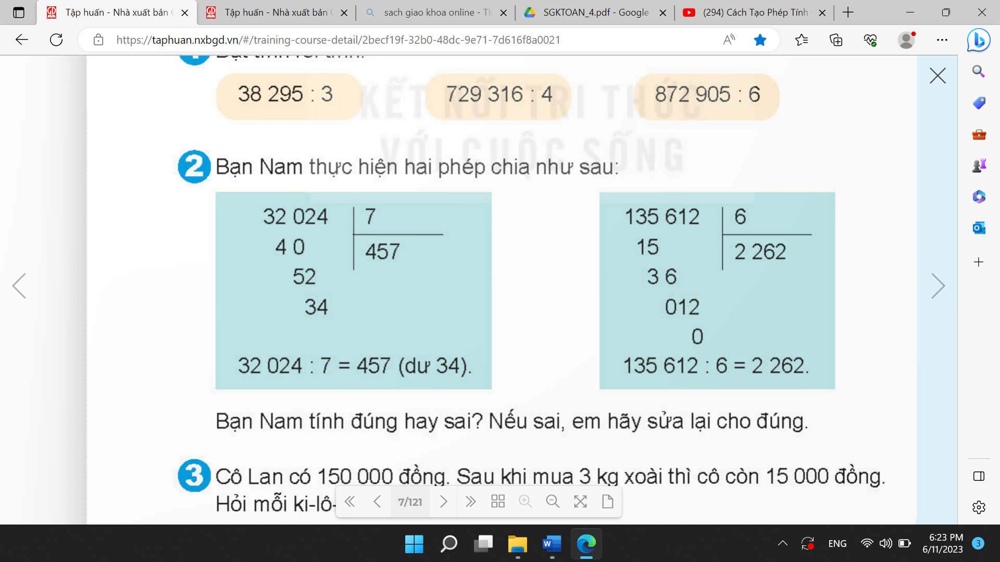 Tập huấn - Nhà xuất bản
Tập huấn - Nhà xuất bản
sach giao khoa online - Tìr
SGKTOAN_4.pdf - Google
(294) Cách Tạo Phép Tính
https://taphuan.nxbgd.vn/#/training-course-detail/2becf19f-32b0-48dc-9e71-7d616f8a0021
38 295 : 3
729 316 : 4
872 905 : 6
KẾT NỐI TRI THỨC
VỚI CUỘC SỐNG
2 Bạn Nam thực hiện hai phép chia như sau:
32 024 7
4 0 457
52
34
32 024 : 7 = 457 (dư 34).
135 612 6
15 2 262
3 6
012
0
135 612 : 6 = 2 262.
Bạn Nam tính đúng hay sai? Nếu sai, em hãy sửa lại cho đúng.
3 Cô Lan có 150 000 đồng. Sau khi mua 3 kg xoài thì cô còn 15 000 đồng.
Hỏi mỗi ki-lô-
7/121
ENG
6:23 PM
6/11/2023
3